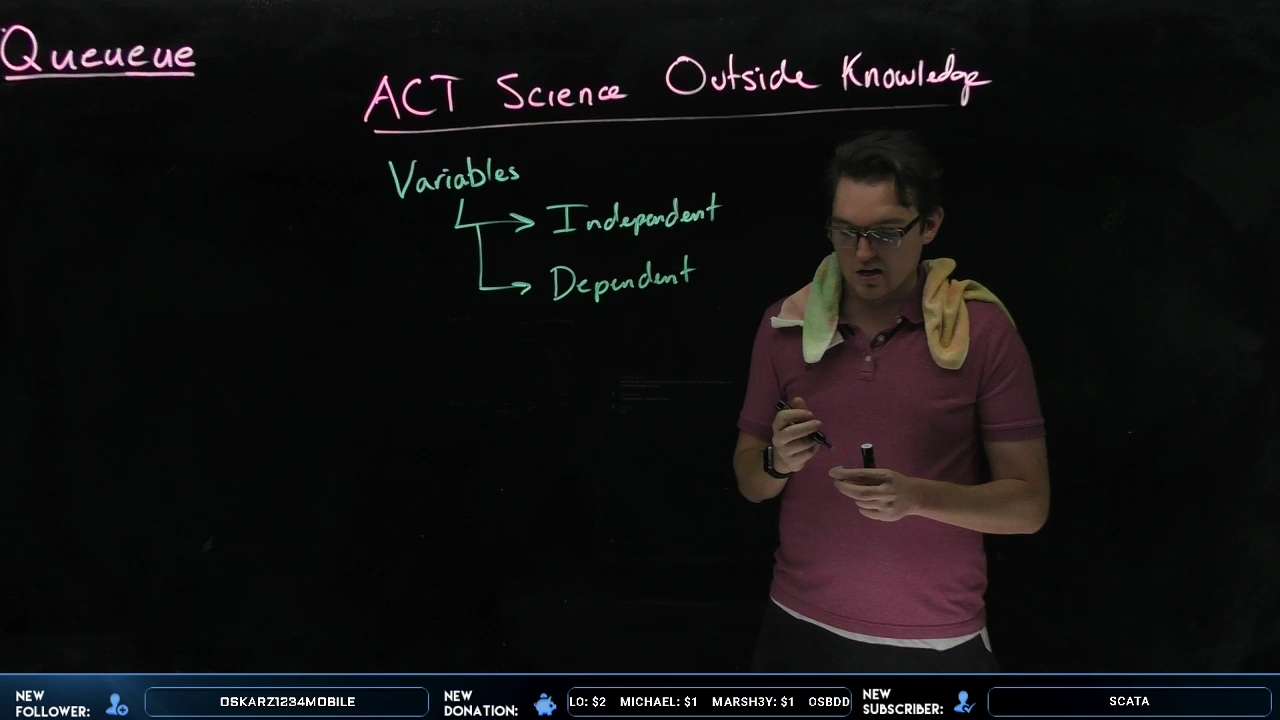 Queueue
ACT Science Outside Knowledge
Variables
Independent
Dependent
NEW FOLLOWER:
OSKARZ1234MOBILE
NEW DONATION:
LO: $2 MICHAEL: $1 MARSH3Y: $1 OSBDD
NEW SUBSCRIBER:
SCATA